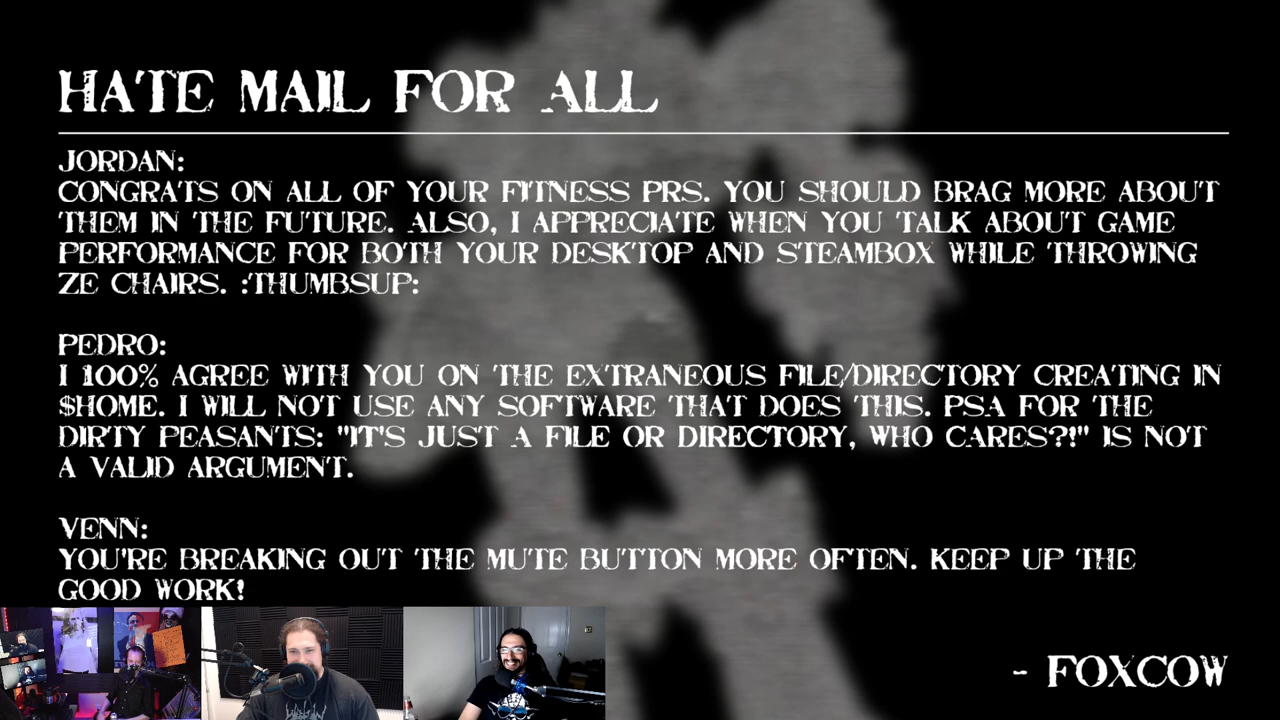 HATE MAIL FOR ALL
JORDAN:
CONGRATS ON ALL OF YOUR FITNESS PRS. YOU SHOULD BRAG MORE ABOUT
THEM IN THE FUTURE. ALSO, I APPRECIATE WHEN YOU TALK ABOUT GAME
PERFORMANCE FOR BOTH YOUR DESKTOP AND STEAMBOX WHILE THROWING
ZE CHAIRS. :THUMBSUP:
PEDRO:
I 100% AGREE WITH YOU ON THE EXTRANEOUS FILE/DIRECTORY CREATING IN
$HOME. I WILL NOT USE ANY SOFTWARE THAT DOES THIS. PSA FOR THE
DIRTY PEASANTS: "IT'S JUST A FILE OR DIRECTORY, WHO CARES?!" IS NOT
A VALID ARGUMENT.
VENN:
YOU'RE BREAKING OUT THE MUTE BUTTON MORE OFTEN. KEEP UP THE
GOOD WORK!
- FOXCOW